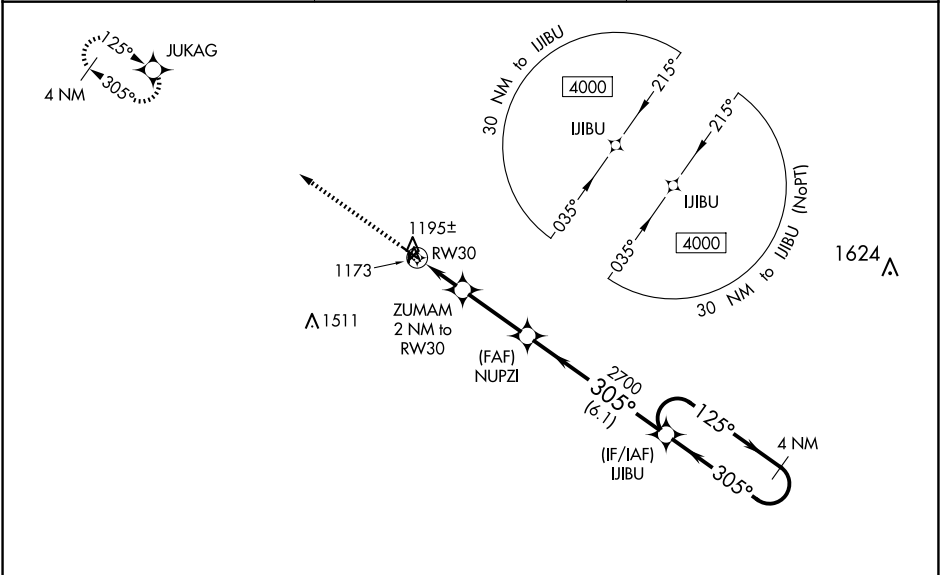 JUKAG
125°
305°
4 NM
30 NM to IJIBU
4000
215°
IJIBU
035°
215°
IJIBU
035°
4000
30 NM to IJIBU (NoPT)
1624
1195±
RW30
1173
1511
ZUMAM
2 NM to
RW30
(FAF)
NUPZI
2700
305°
(6.1)
(IF/IAF)
IJIBU
125°
4 NM
305°